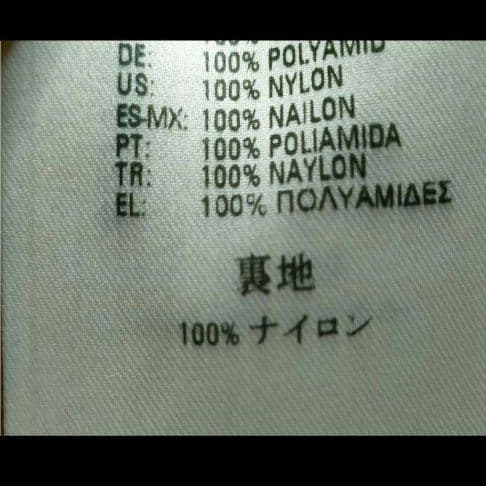 DE: 100% POLYAMID
US: 100% NYLON
ES-MX: 100% NAILON
PT: 100% POLIAMIDA
TR: 100% NAYLON
EL: 100% ΠΟΛΥΑΜΙΔΕΣ
裏地
100% ナイロン